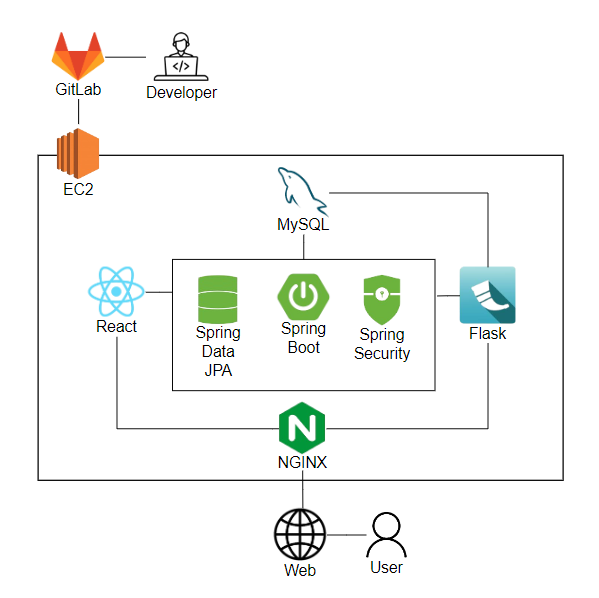 GitLab
Developer
EC2
MySQL
React
Spring
Data
JPA
Spring
Boot
Spring
Security
Flask
N
NGINX
Web
User